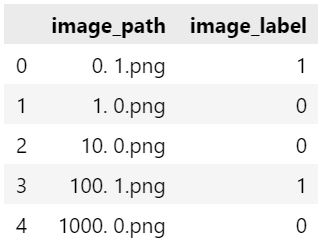 image_path image_label
0 0. 1.png 1
1 1. 0.png 0
2 10. 0.png 0
3 100. 1.png 1
4 1000. 0.png 0